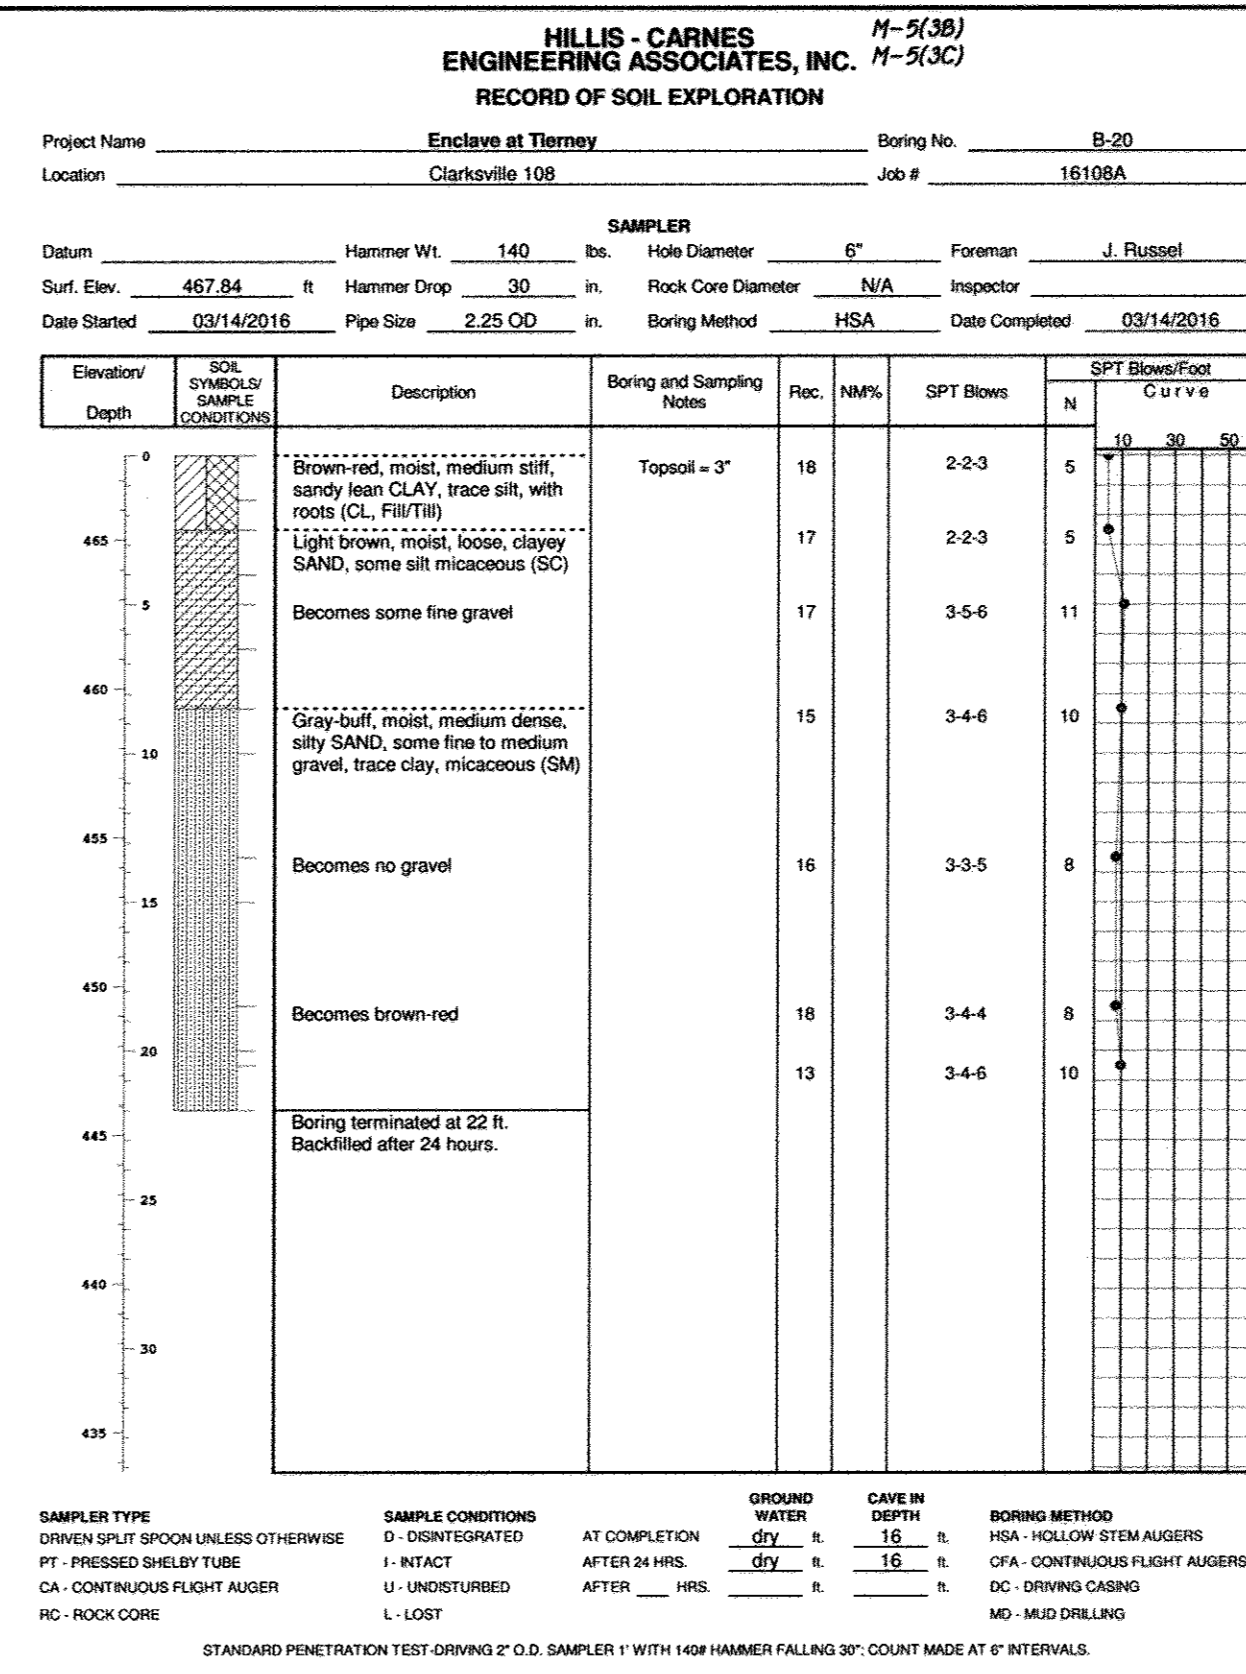 HILLIS - CARNES
ENGINEERING ASSOCIATES, INC.
M-5(3B)
M-5(3C)
RECORD OF SOIL EXPLORATION
Project Name Enclave at Tierney Boring No. B-20
Location Clarksville 108 Job # 16108A
SAMPLER
Datum Hammer Wt. 140 lbs. Hole Diameter 6" Foreman J. Russel
Surf. Elev. 467.84 ft Hammer Drop 30 in. Rock Core Diameter N/A Inspector
Date Started 03/14/2016 Pipe Size 2.25 OD in. Boring Method HSA Date Completed 03/14/2016
Elevation/ Depth
SOIL SYMBOLS/ SAMPLE CONDITIONS
Description
Boring and Sampling Notes
Rec.
NM%
SPT Blows
SPT Blows/Foot
N
Curve
10 30 50
0
Brown-red, moist, medium stiff, Topsoil = 3" 18 2-2-3 5
sandy lean CLAY, trace silt, with
roots (CL, Fill/Till)
465 Light brown, moist, loose, clayey 17 2-2-3 5
SAND, some silt micaceous (SC)
5 Becomes some fine gravel 17 3-5-6 11
460
Gray-buff, moist, medium dense, 15 3-4-6 10
silty SAND, some fine to medium
10 gravel, trace clay, micaceous (SM)
455
Becomes no gravel 16 3-3-5 8
15
450
Becomes brown-red 18 3-4-4 8
20
13 3-4-6 10
Boring terminated at 22 ft.
445 Backfilled after 24 hours.
25
440
30
435
GROUND WATER
CAVE IN DEPTH
SAMPLER TYPE SAMPLE CONDITIONS BORING METHOD
DRIVEN SPLIT SPOON UNLESS OTHERWISE D - DISINTEGRATED AT COMPLETION dry ft. 16 ft. HSA - HOLLOW STEM AUGERS
PT - PRESSED SHELBY TUBE I - INTACT AFTER 24 HRS. dry ft. 16 ft. CFA - CONTINUOUS FLIGHT AUGERS
CA - CONTINUOUS FLIGHT AUGER U - UNDISTURBED AFTER ___ HRS. ft. ft. DC - DRIVING CASING
RC - ROCK CORE L - LOST MD - MUD DRILLING
STANDARD PENETRATION TEST-DRIVING 2" O.D. SAMPLER 1' WITH 140# HAMMER FALLING 30"; COUNT MADE AT 6" INTERVALS.